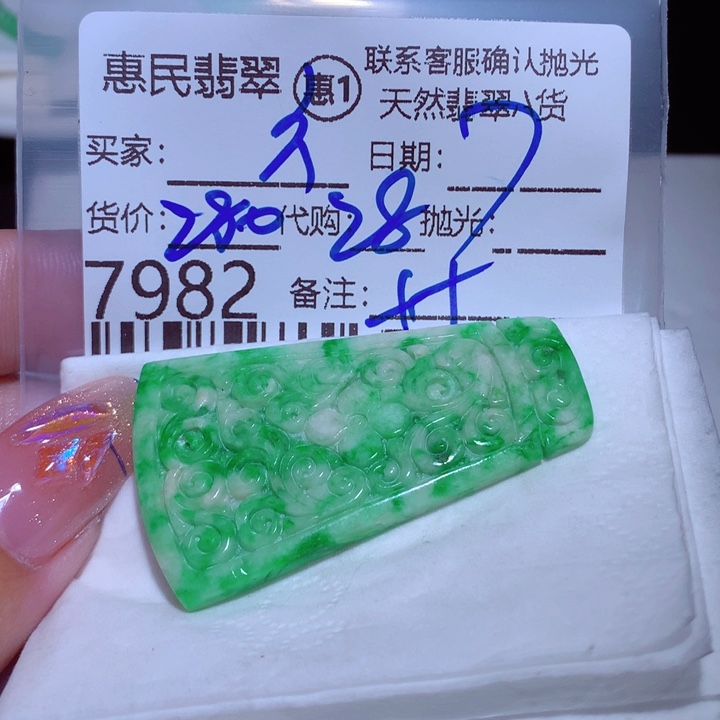 惠民翡翠 惠1 联系客服确认抛光
天然翡翠A货
买家: 日期:
货价: 280 代购: 28 抛光:
7982 备注: